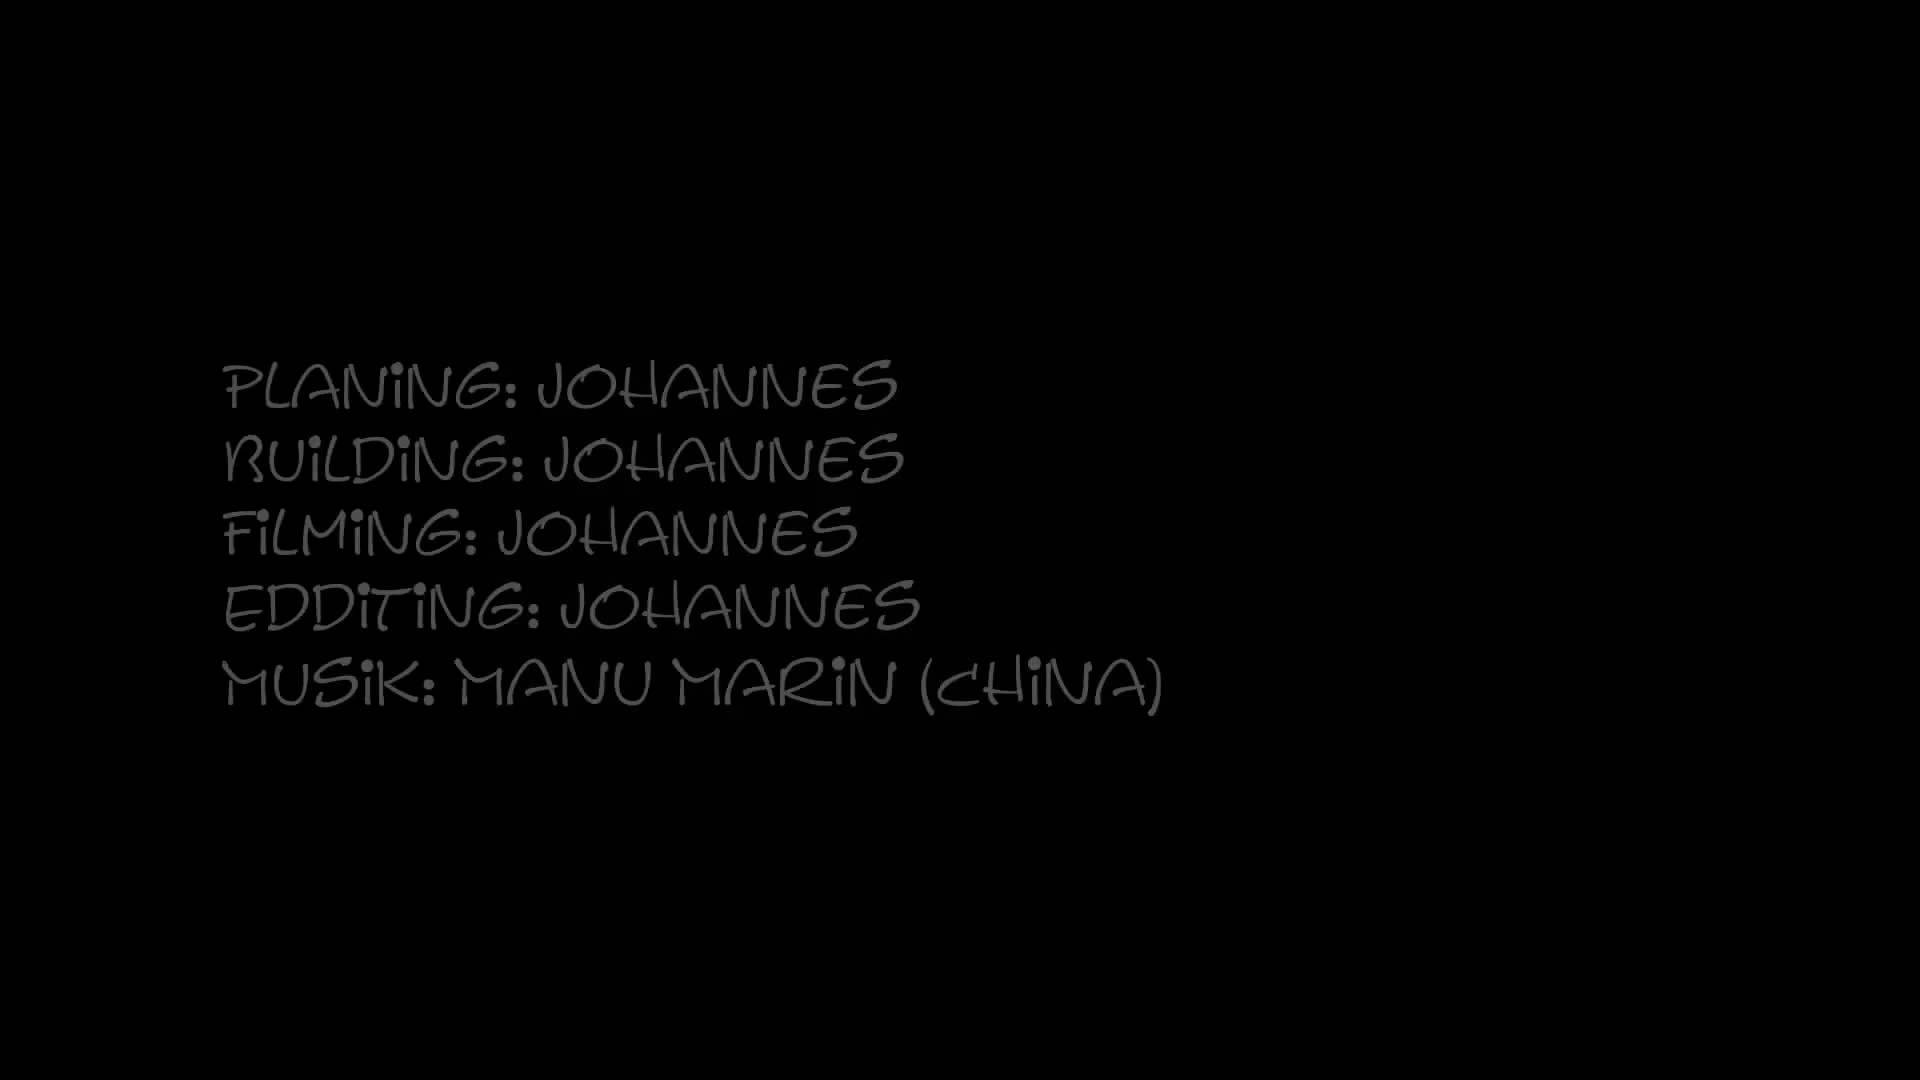 PLANiNG: JOHANNES
BUiLDiNG: JOHANNES
FiLMiNG: JOHANNES
EDDiTiNG: JOHANNES
MUSiK: MANU MARiN (CHiNA)